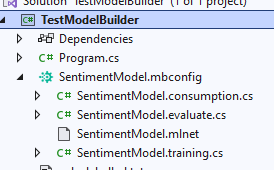 Solution 'TestModelBuilder' (1 of 1 project)
C# TestModelBuilder
Dependencies
C# Program.cs
SentimentModel.mbconfig
C# SentimentModel.consumption.cs
C# SentimentModel.evaluate.cs
SentimentModel.mlnet
C# SentimentModel.training.cs